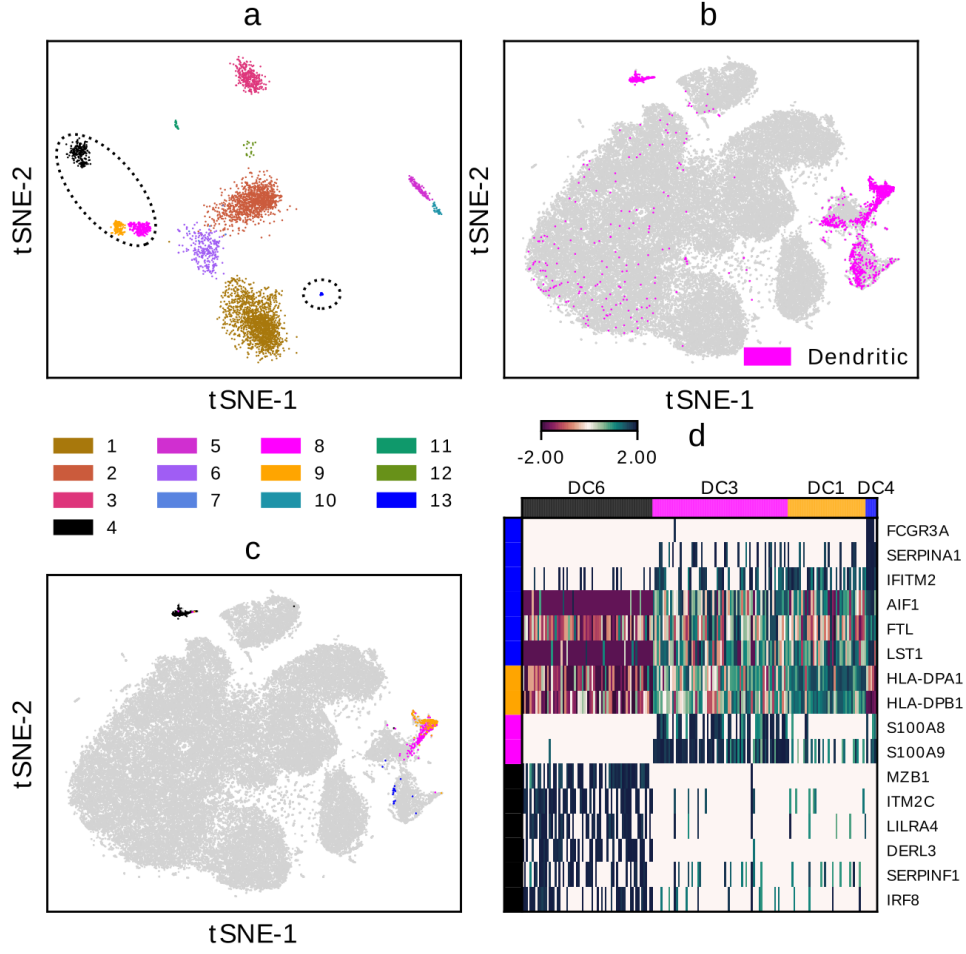 a
b
tSNE-2
tSNE-1
tSNE-2
Dendritic
tSNE-1
1
2
3
4
5
6
7
8
9
10
11
12
13
c
tSNE-2
tSNE-1
d
-2.00 2.00
DC6 DC3 DC1 DC4
FCGR3A
SERPINA1
IFITM2
AIF1
FTL
LST1
HLA-DPA1
HLA-DPB1
S100A8
S100A9
MZB1
ITM2C
LILRA4
DERL3
SERPINF1
IRF8